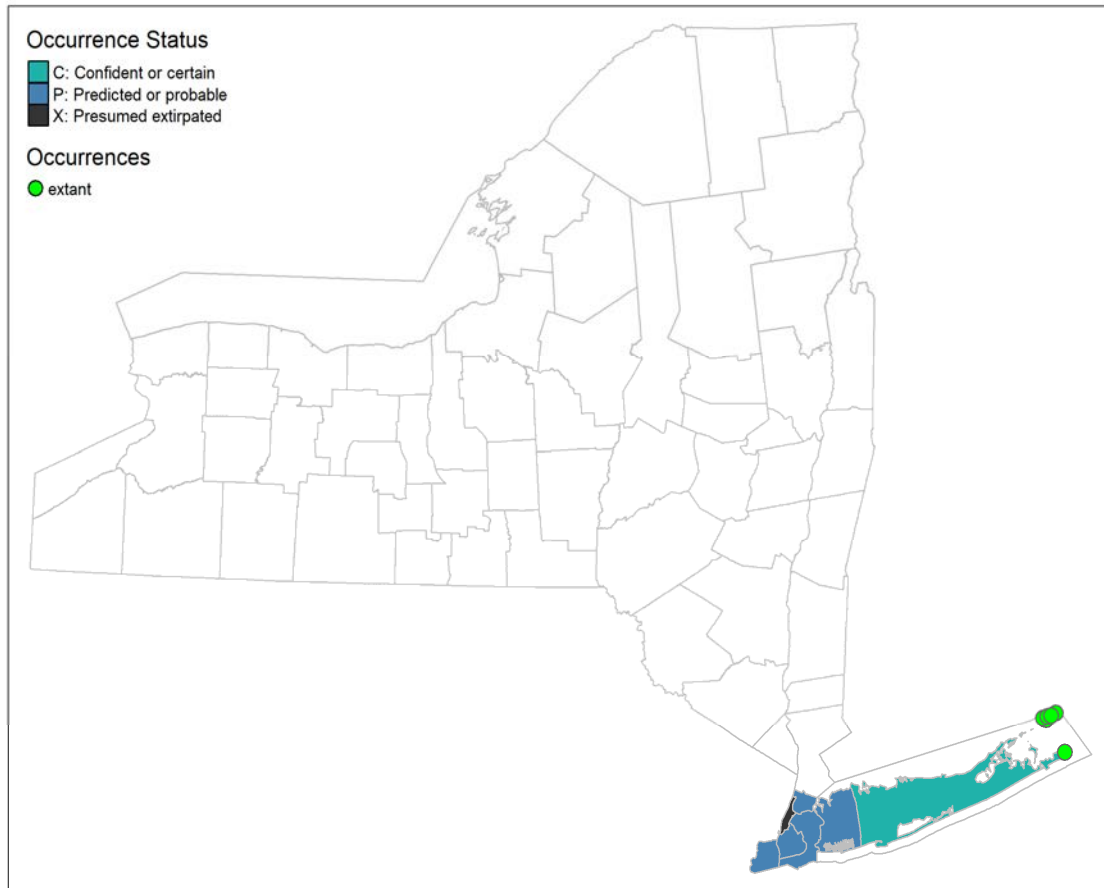 Occurrence Status
C: Confident or certain
P: Predicted or probable
X: Presumed extirpated
Occurrences
extant